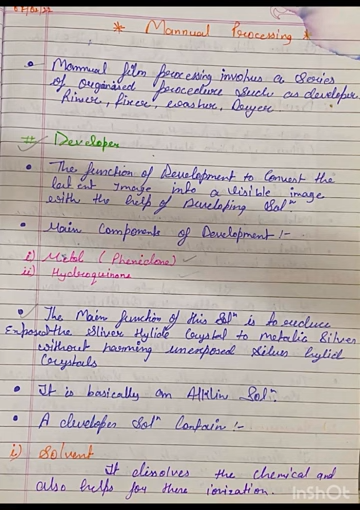 * Mannual Processing *
• Mannual film processing involves a series
of organised procedure such as developer
Rinser, fixer, washer, Dryer
Developer
• The function of Development to Convert the
latent Image into a visible image
with the help of Developing Solⁿ
• Main Components of Development :-
i) Metol (Phenidone)
ii) Hydroquinone
• The Main function of this Solⁿ is to reduce
Exposed the Sliver Hylide Crystal to metalic Silver
without harming unexposed silver hylid
Crystals
• It is basically an Alklin Solⁿ.
• A developer Solⁿ Contain :-
i) Solvent
It dissolves the chemical and
also helps for there ionization.
InShot